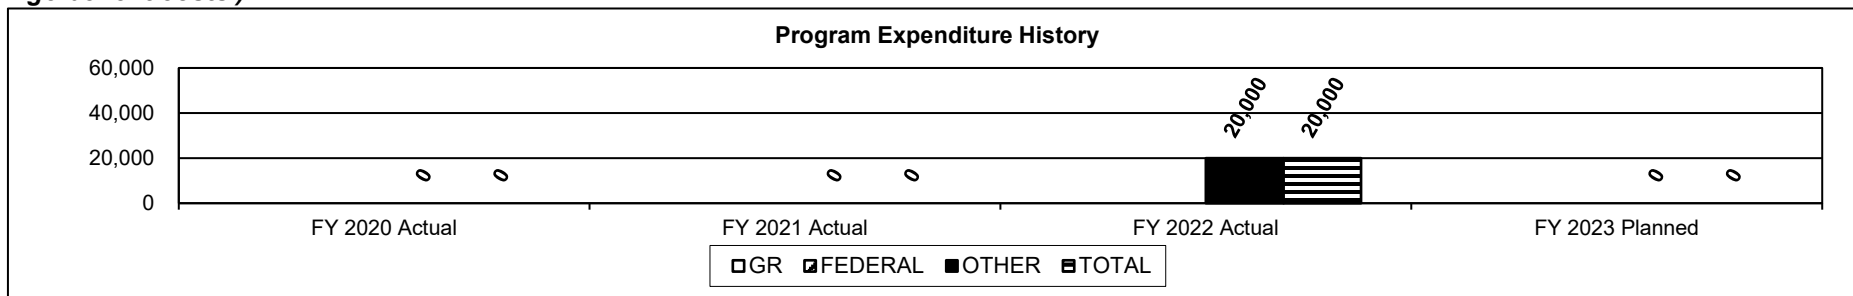 Program Expenditure History
60,000
40,000
20,000
0
0 0 0 0 20,000 20,000 0 0
FY 2020 Actual FY 2021 Actual FY 2022 Actual FY 2023 Planned
GR FEDERAL OTHER TOTAL